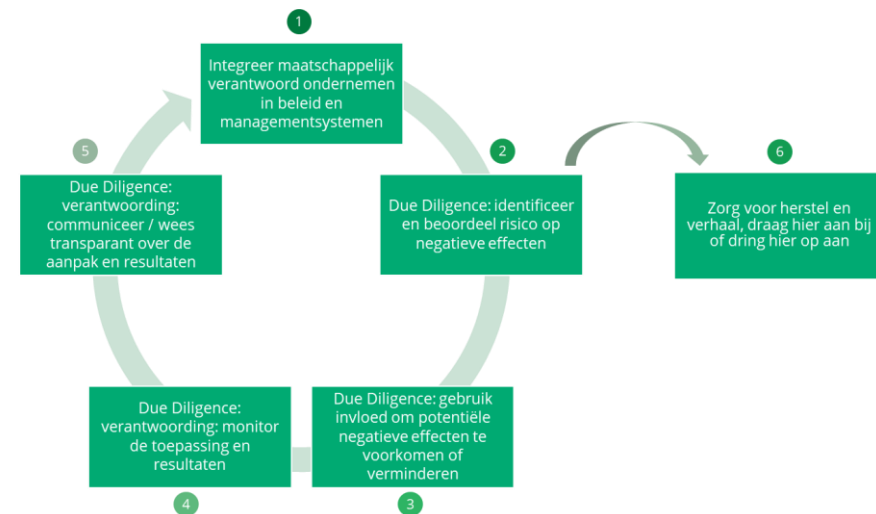 1
Integreer maatschappelijk
verantwoord ondernemen
in beleid en
managementsystemen
2
Due Diligence: identificeer
en beoordeel risico op
negatieve effecten
3
Due Diligence: gebruik
invloed om potentiële
negatieve effecten te
voorkomen of
verminderen
4
Due Diligence:
verantwoording: monitor
de toepassing en
resultaten
5
Due Diligence:
verantwoording:
communiceer / wees
transparant over de
aanpak en resultaten
6
Zorg voor herstel en
verhaal, draag hier aan bij
of dring hier op aan